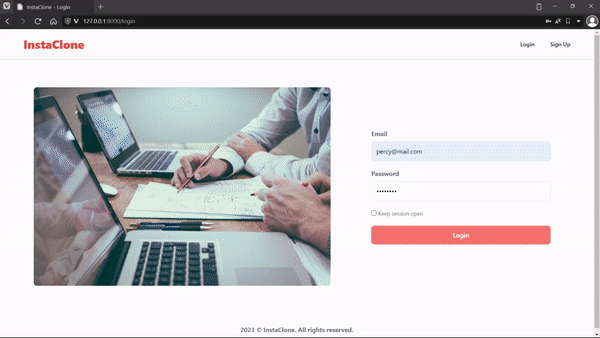 InstaClone - Login
127.0.0.1:8000/login
InstaClone
Login
Sign Up
Email
percy@mail.com
Password
••••••••
Keep session open
Login
2023 © InstaClone. All rights reserved.